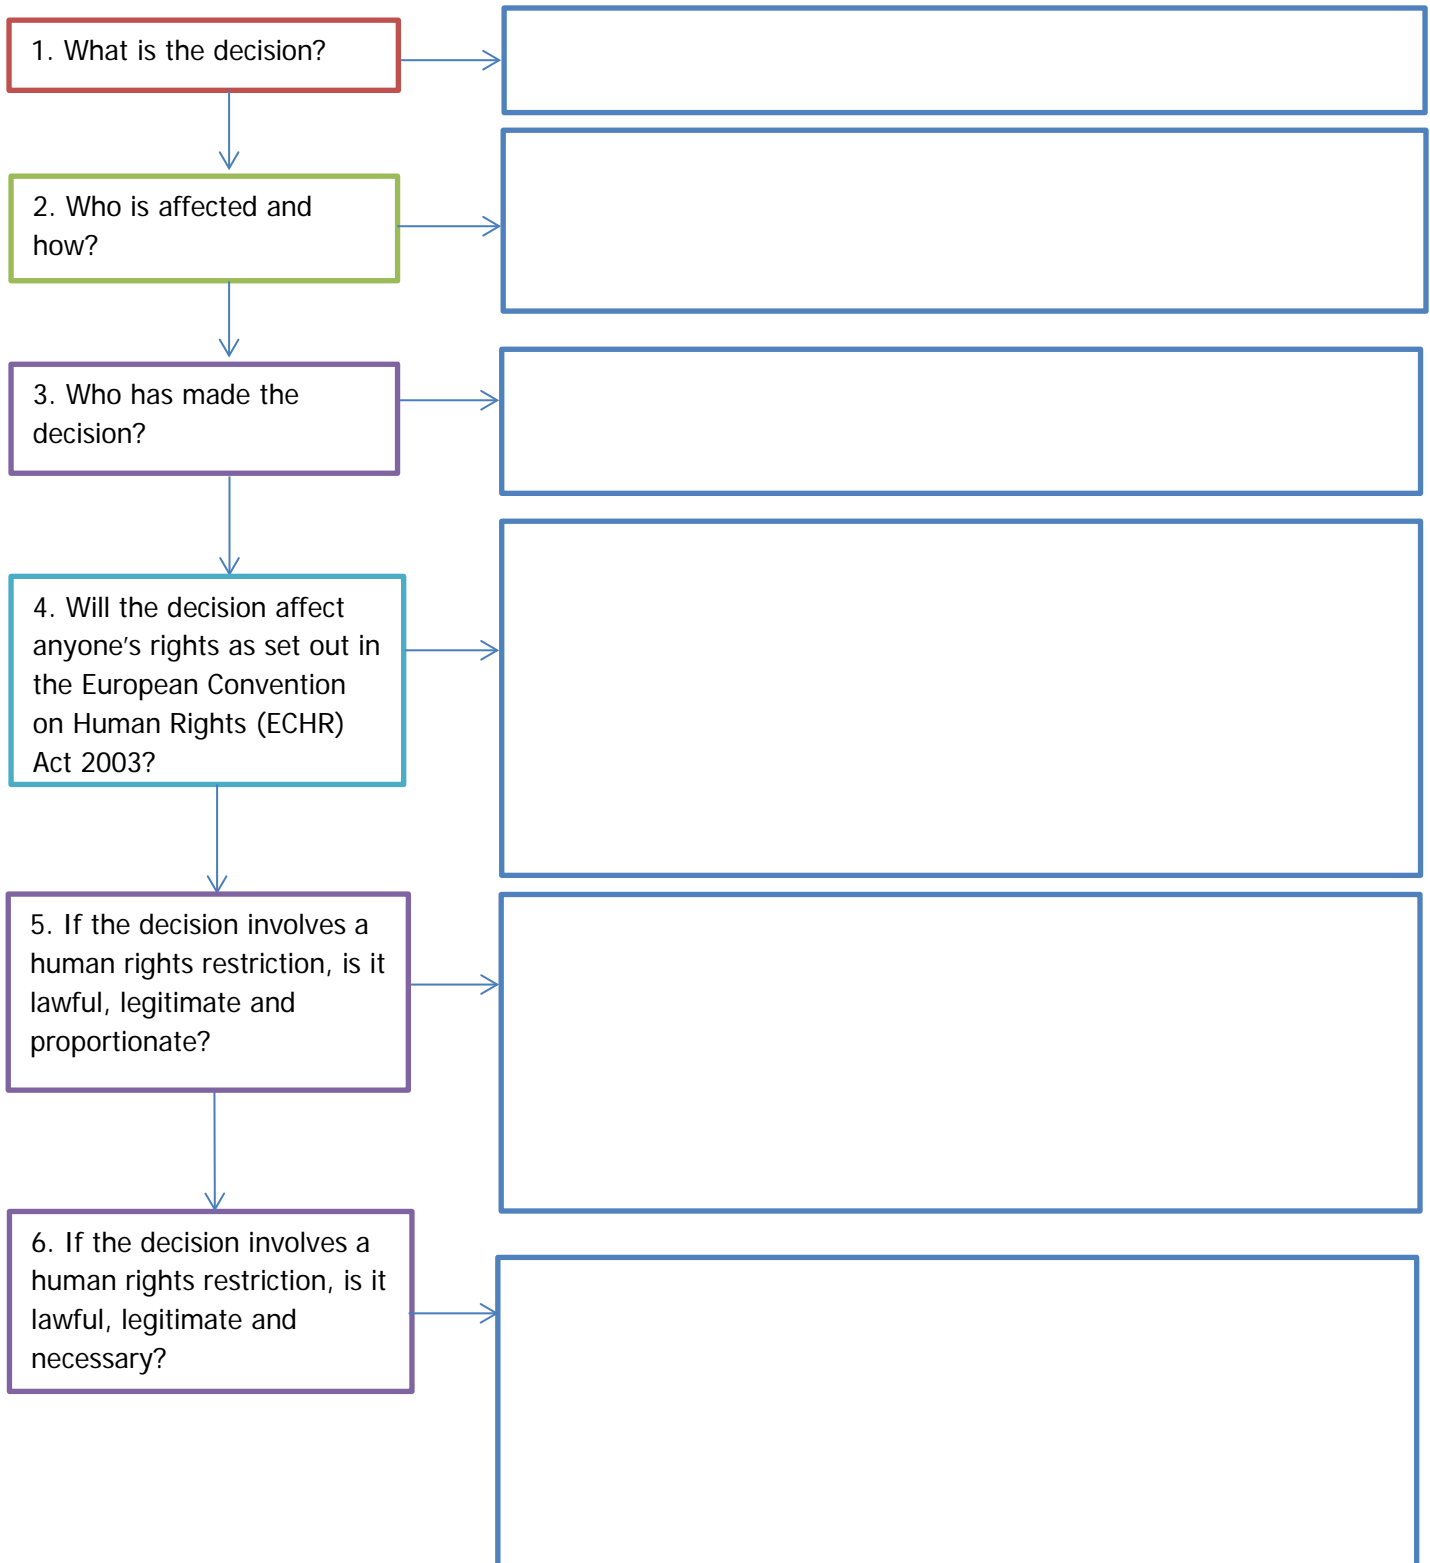 1. What is the decision?
2. Who is affected and
how?
3. Who has made the
decision?
4. Will the decision affect
anyone’s rights as set out in
the European Convention
on Human Rights (ECHR)
Act 2003?
5. If the decision involves a
human rights restriction, is it
lawful, legitimate and
proportionate?
6. If the decision involves a
human rights restriction, is it
lawful, legitimate and
necessary?